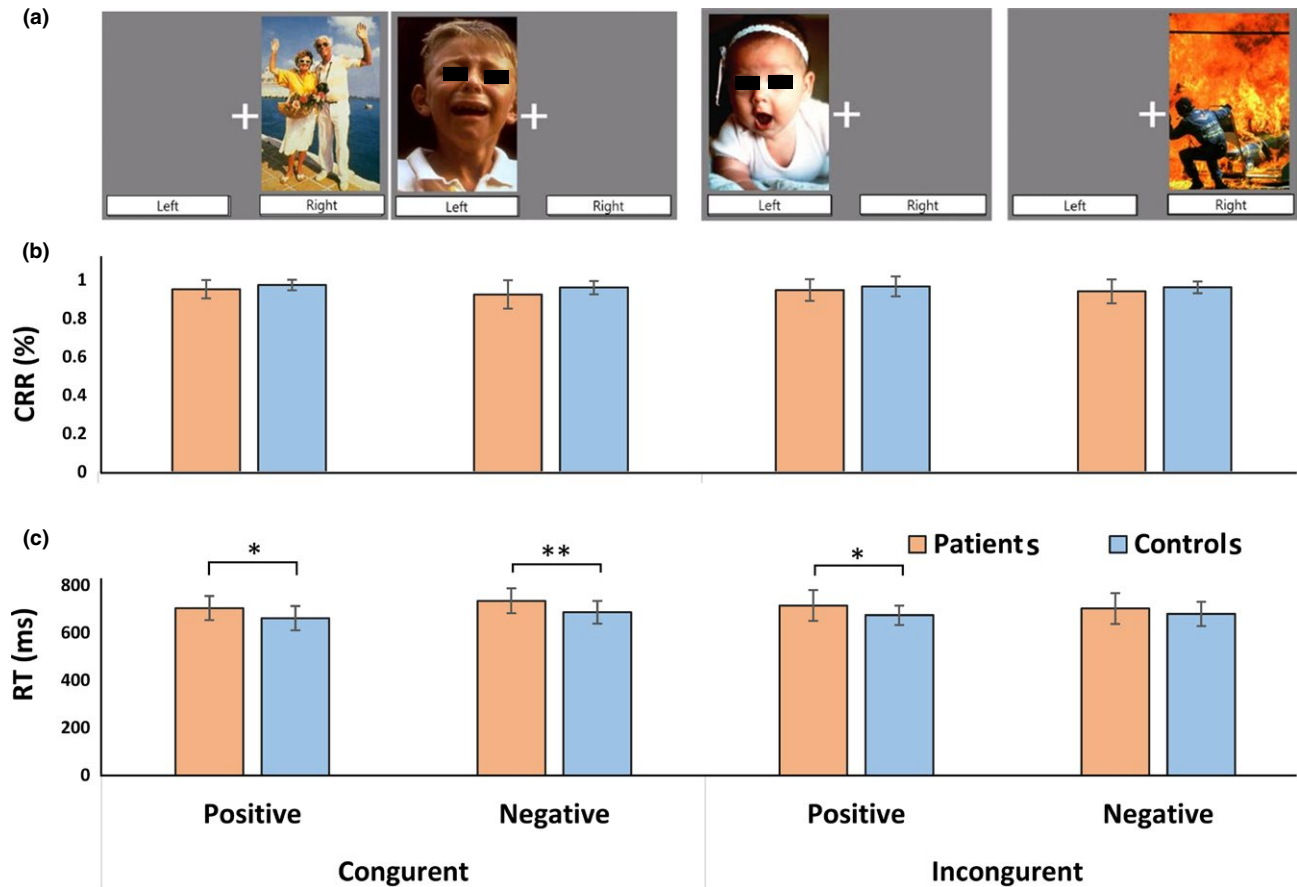 (a)
Left Right Left Right Left Right Left Right
(b)
CRR (%)
1
0.8
0.6
0.4
0.2
0
(c)
Patients Controls
* ** *
RT (ms)
800
600
400
200
0
Positive Negative Positive Negative
Congurent Incongurent